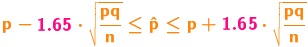 p − 1.65 · √(pq/n) ≤ p̂ ≤ p + 1.65 · √(pq/n)